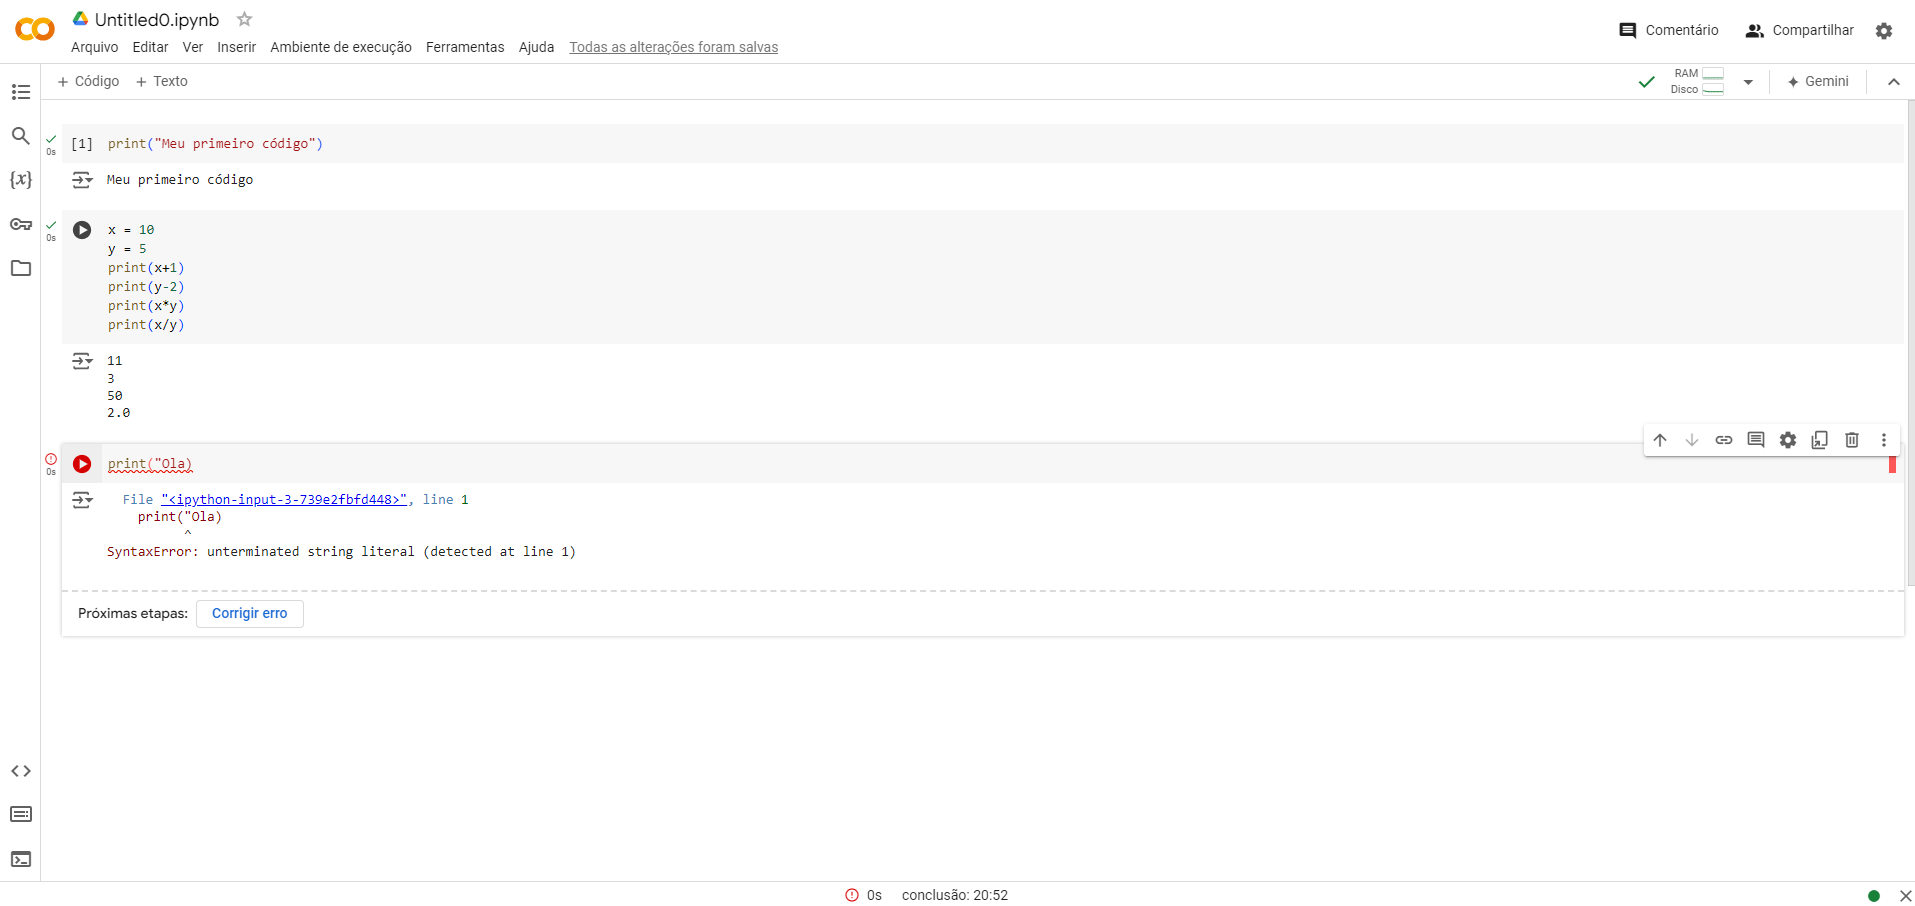 Untitled0.ipynb
Arquivo Editar Ver Inserir Ambiente de execução Ferramentas Ajuda Todas as alterações foram salvas
Comentário Compartilhar
+ Código + Texto
RAM
Disco
Gemini
[1] print("Meu primeiro código")
0s
Meu primeiro código
0s
x = 10
y = 5
print(x+1)
print(y-2)
print(x*y)
print(x/y)
11
3
50
2.0
print("Ola)
0s
File "<ipython-input-3-739e2fbfd448>", line 1
print("Ola)
^
SyntaxError: unterminated string literal (detected at line 1)
Próximas etapas: Corrigir erro
0s conclusão: 20:52